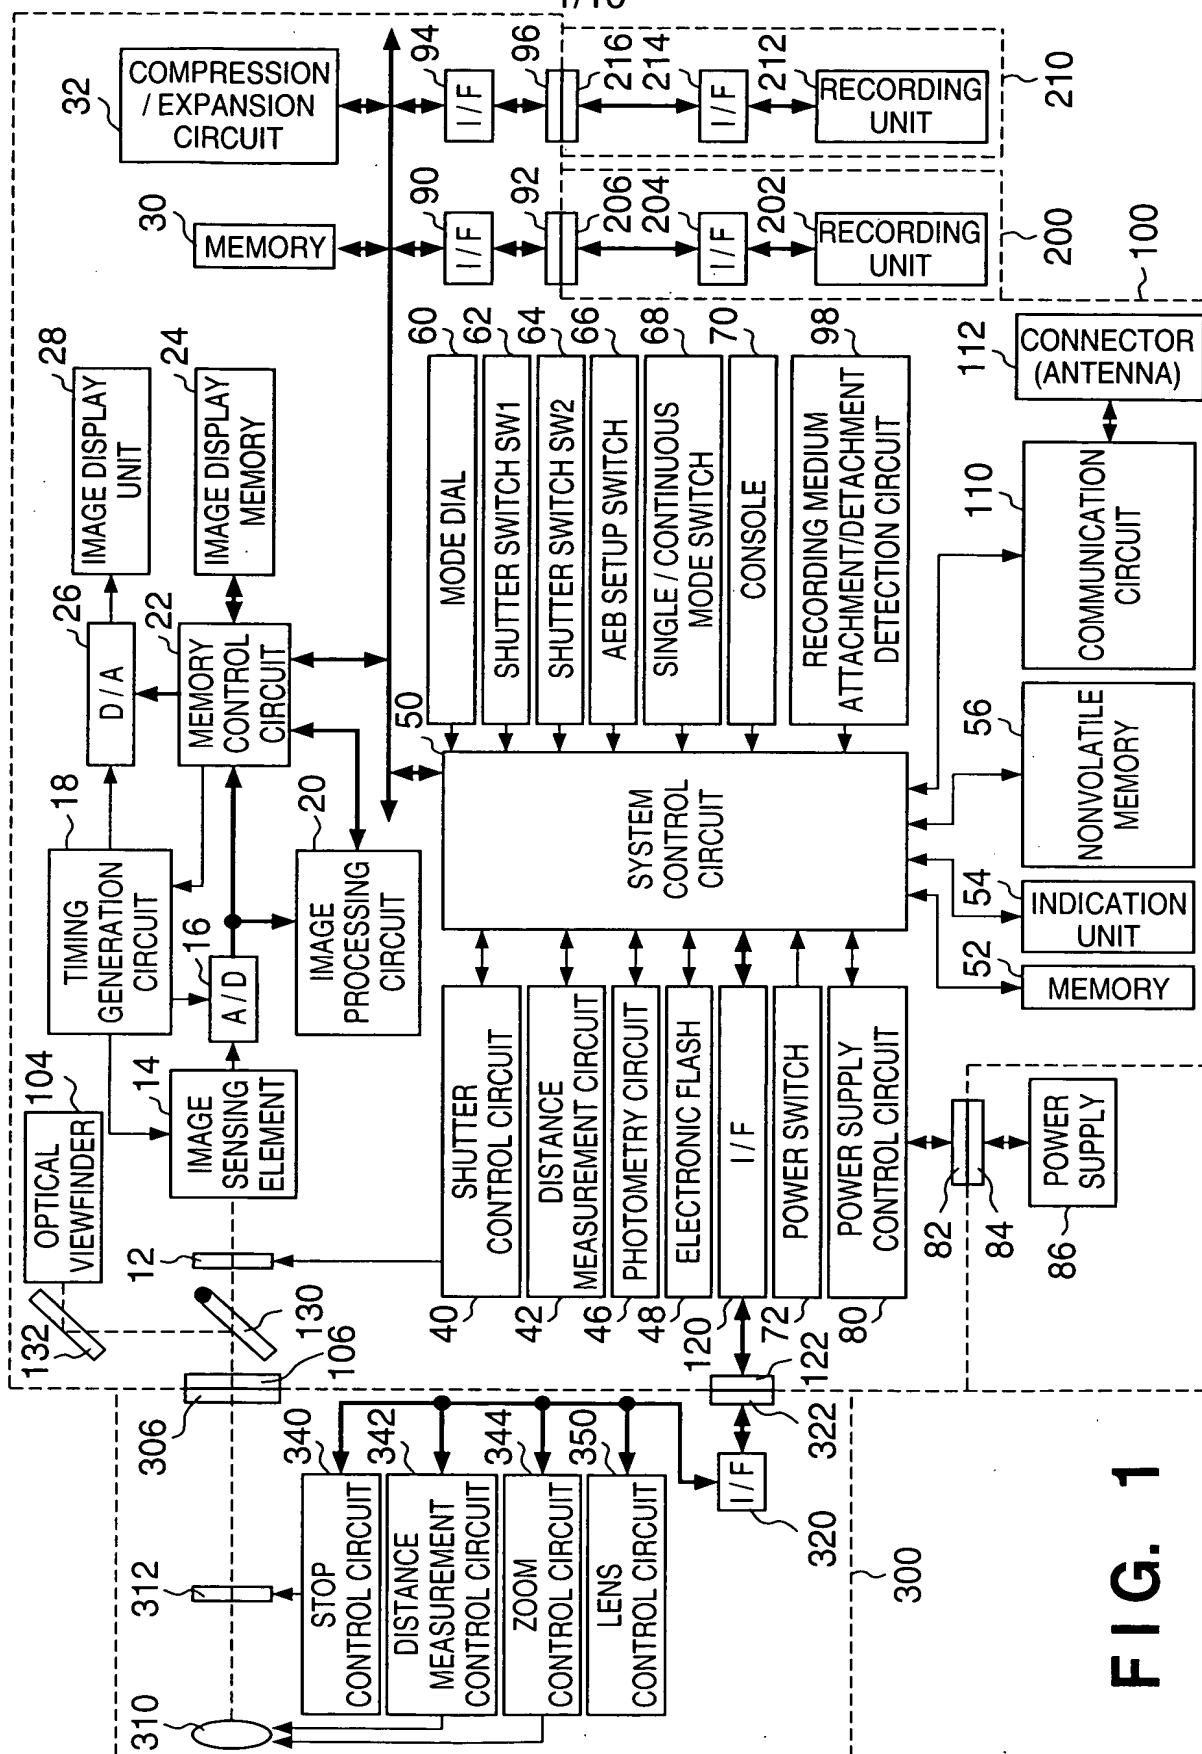 1/16
32
COMPRESSION
/ EXPANSION
CIRCUIT
94
I/F
96
216
214
I/F
212
RECORDING
UNIT
210
30
MEMORY
90
I/F
92
206
204
I/F
202
RECORDING
UNIT
200
100
28
IMAGE DISPLAY
UNIT
24
IMAGE DISPLAY
MEMORY
26
D / A
22
MEMORY
CONTROL
CIRCUIT
18
TIMING
GENERATION
CIRCUIT
16
A / D
20
IMAGE
PROCESSING
CIRCUIT
104
OPTICAL
VIEWFINDER
14
IMAGE
SENSING
ELEMENT
12
132
130
106
306
312
310
60
MODE DIAL
62
SHUTTER SWITCH SW1
64
SHUTTER SWITCH SW2
66
AEB SETUP SWITCH
68
SINGLE / CONTINUOUS
MODE SWITCH
70
CONSOLE
98
RECORDING MEDIUM
ATTACHMENT/DETACHMENT
DETECTION CIRCUIT
112
CONNECTOR
(ANTENNA)
110
COMMUNICATION
CIRCUIT
50
SYSTEM
CONTROL
CIRCUIT
56
NONVOLATILE
MEMORY
54
INDICATION
UNIT
52
MEMORY
SHUTTER
CONTROL CIRCUIT
40
DISTANCE
MEASUREMENT CIRCUIT
42
PHOTOMETRY CIRCUIT
46
ELECTRONIC FLASH
48
I/F
120
POWER SWITCH
72
POWER SUPPLY
CONTROL CIRCUIT
80
82
84
POWER
SUPPLY
86
122
322
I/F
320
340
STOP
CONTROL CIRCUIT
342
DISTANCE
MEASUREMENT
CONTROL CIRCUIT
344
ZOOM
CONTROL CIRCUIT
350
LENS
CONTROL CIRCUIT
300
FIG. 1